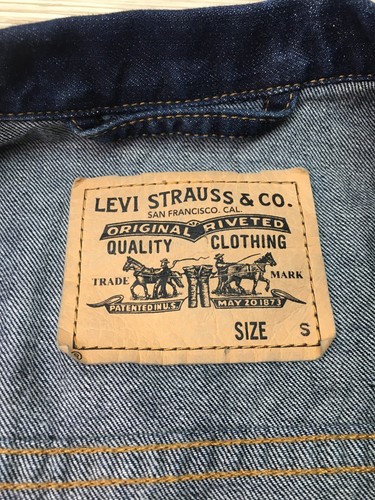 LEVI STRAUSS & CO.
SAN FRANCISCO, CAL.
ORIGINAL RIVETED
QUALITY CLOTHING
TRADE MARK
PATENTED IN U.S. MAY 20 1873
SIZE S
®